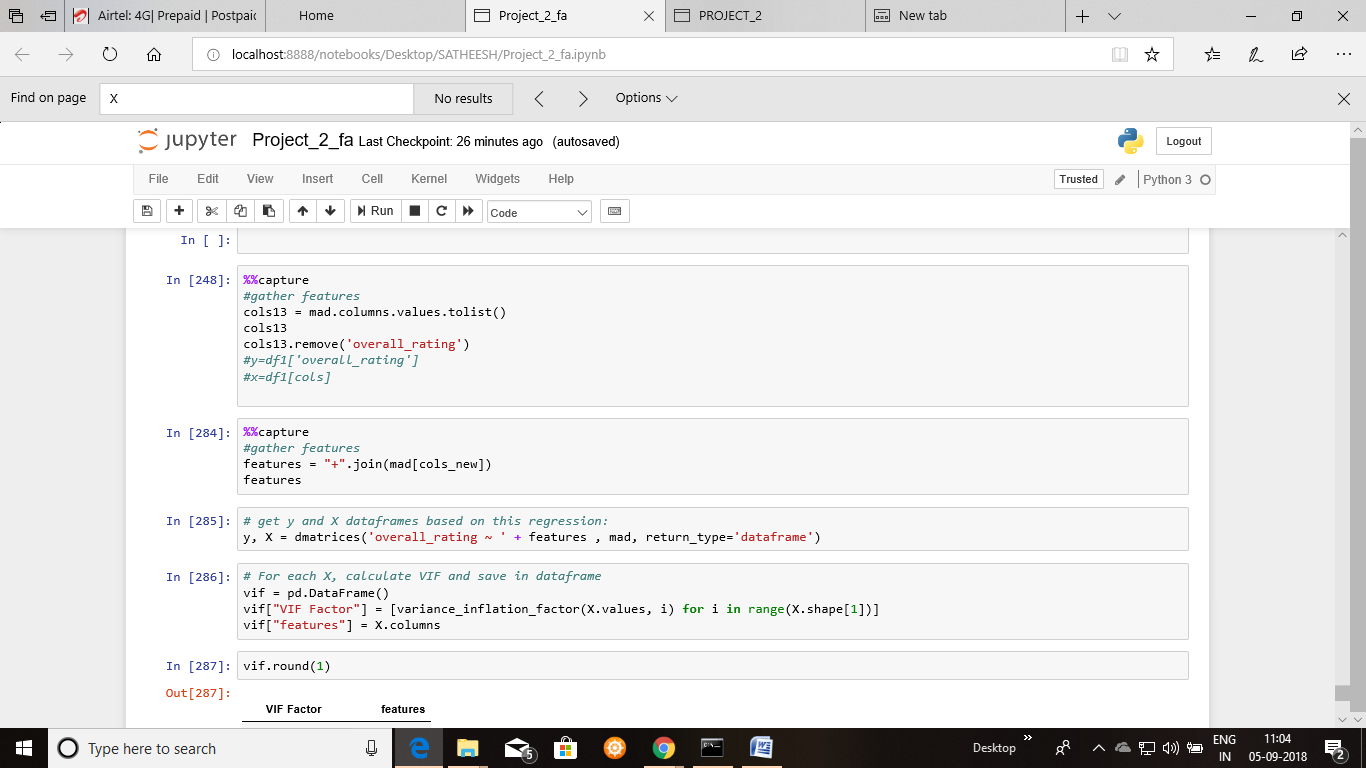 Airtel: 4G| Prepaid | Postpaic
Home
Project_2_fa
PROJECT_2
New tab
localhost:8888/notebooks/Desktop/SATHEESH/Project_2_fa.ipynb
Find on page
X
No results
Options
jupyter
Project_2_fa Last Checkpoint: 26 minutes ago (autosaved)
Logout
File Edit View Insert Cell Kernel Widgets Help
Trusted
Python 3
Run
Code
In [ ]:
In [248]:
%%capture
#gather features
cols13 = mad.columns.values.tolist()
cols13
cols13.remove('overall_rating')
#y=df1['overall_rating']
#x=df1[cols]
In [284]:
%%capture
#gather features
features = "+".join(mad[cols_new])
features
In [285]:
# get y and X dataframes based on this regression:
y, X = dmatrices('overall_rating ~ ' + features , mad, return_type='dataframe')
In [286]:
# For each X, calculate VIF and save in dataframe
vif = pd.DataFrame()
vif["VIF Factor"] = [variance_inflation_factor(X.values, i) for i in range(X.shape[1])]
vif["features"] = X.columns
In [287]:
vif.round(1)
Out[287]:
VIF Factor features
Type here to search
5
Desktop
ENG
IN
11:04
05-09-2018
2